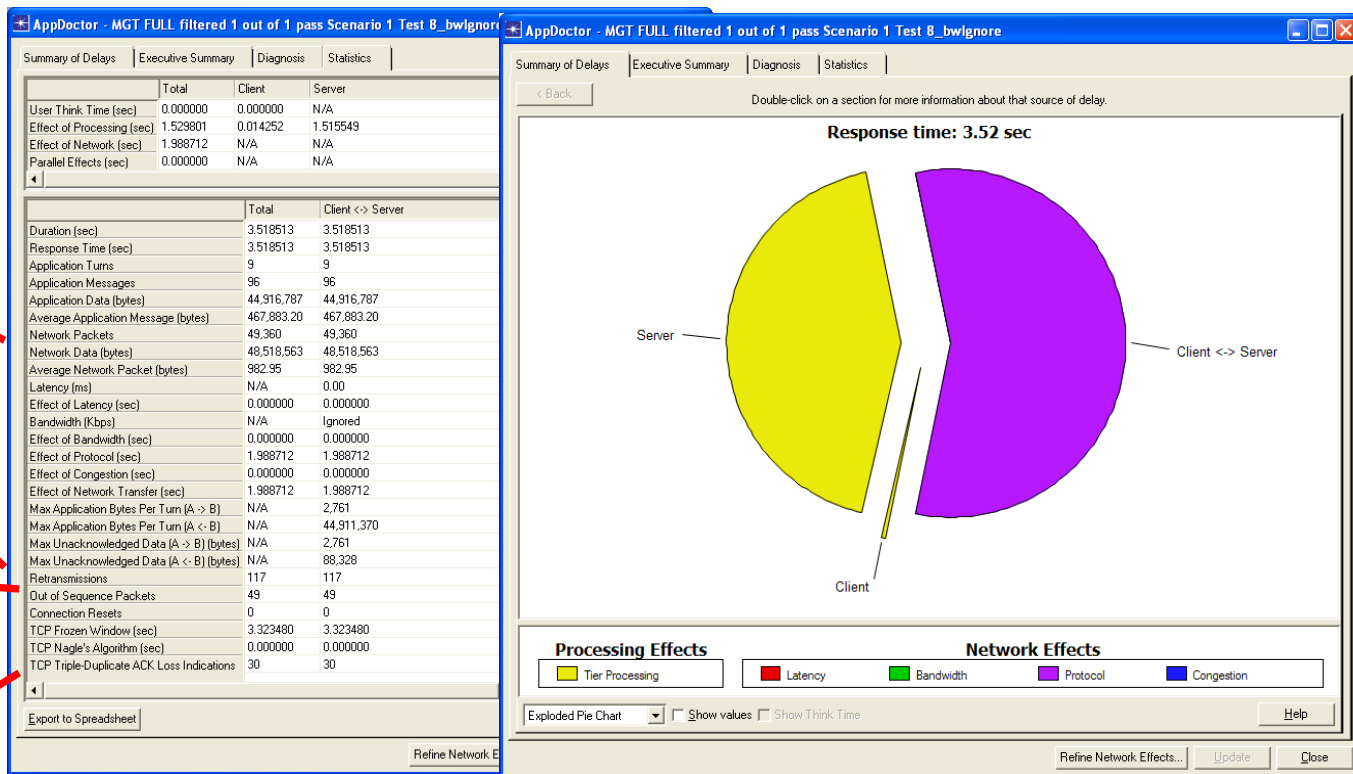 AppDoctor - MGT FULL filtered 1 out of 1 pass Scenario 1 Test 8_bwIgnore
Summary of Delays Executive Summary Diagnosis Statistics
Total Client Server
User Think Time (sec) 0.000000 0.000000 N/A
Effect of Processing (sec) 1.529801 0.014252 1.515549
Effect of Network (sec) 1.988712 N/A N/A
Parallel Effects (sec) 0.000000 N/A N/A
Total Client <-> Server
Duration (sec) 3.518513 3.518513
Response Time (sec) 3.518513 3.518513
Application Turns 9 9
Application Messages 96 96
Application Data (bytes) 44,916,787 44,916,787
Average Application Message (bytes) 467,883.20 467,883.20
Network Packets 49,360 49,360
Network Data (bytes) 48,518,563 48,518,563
Average Network Packet (bytes) 982.95 982.95
Latency (ms) N/A 0.00
Effect of Latency (sec) 0.000000 0.000000
Bandwidth (Kbps) N/A Ignored
Effect of Bandwidth (sec) 0.000000 0.000000
Effect of Protocol (sec) 1.988712 1.988712
Effect of Congestion (sec) 0.000000 0.000000
Effect of Network Transfer (sec) 1.988712 1.988712
Max Application Bytes Per Turn (A -> B) N/A 2,761
Max Application Bytes Per Turn (A <- B) N/A 44,911,370
Max Unacknowledged Data (A -> B) (bytes) N/A 2,761
Max Unacknowledged Data (A <- B) (bytes) N/A 88,328
Retransmissions 117 117
Out of Sequence Packets 49 49
Connection Resets 0 0
TCP Frozen Window (sec) 3.323480 3.323480
TCP Nagle's Algorithm (sec) 0.000000 0.000000
TCP Triple-Duplicate ACK Loss Indications 30 30
Export to Spreadsheet
Refine Network E
AppDoctor - MGT FULL filtered 1 out of 1 pass Scenario 1 Test 8_bwIgnore
Summary of Delays Executive Summary Diagnosis Statistics
< Back
Double-click on a section for more information about that source of delay.
Response time: 3.52 sec
Server
Client <-> Server
Client
Processing Effects Network Effects
Tier Processing Latency Bandwidth Protocol Congestion
Exploded Pie Chart Show values Show Think Time Help
Refine Network Effects... Update Close